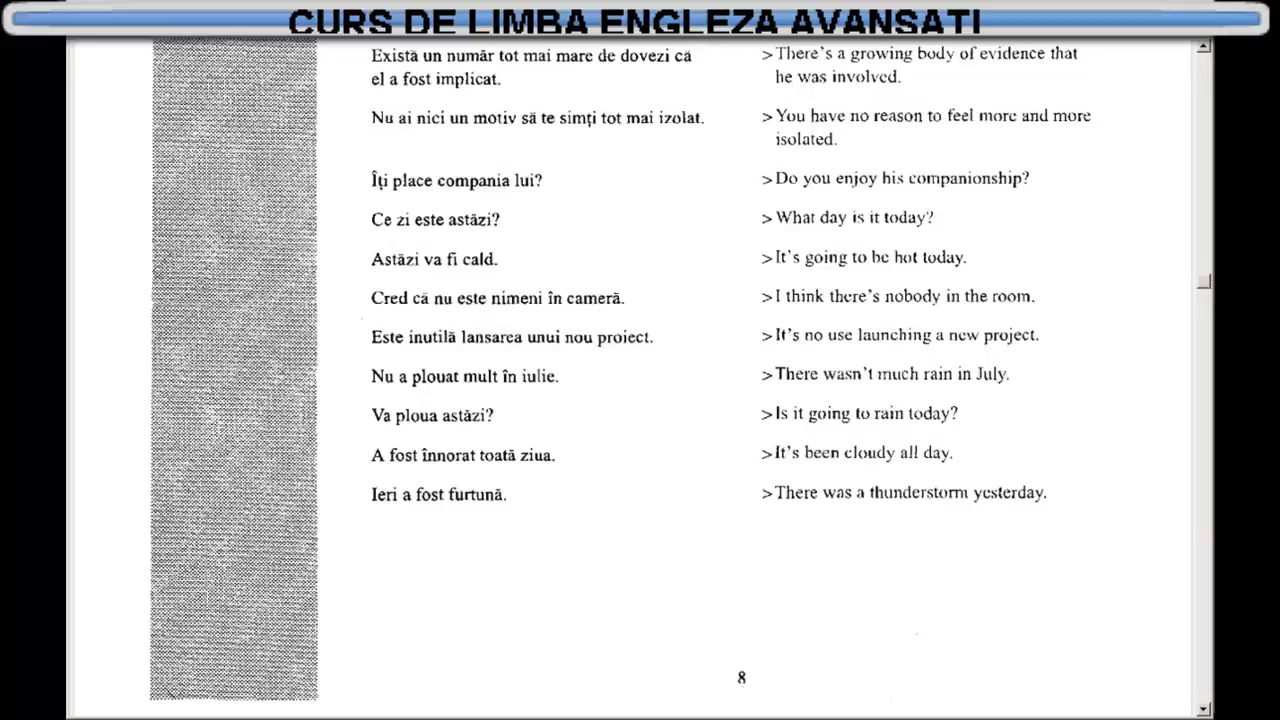 CURS DE LIMBA ENGLEZA AVANSATI
Există un număr tot mai mare de dovezi că
el a fost implicat.
>There's a growing body of evidence that
he was involved.
Nu ai nici un motiv să te simți tot mai izolat.
>You have no reason to feel more and more
isolated.
Îți place compania lui?
>Do you enjoy his companionship?
Ce zi este astăzi?
>What day is it today?
Astăzi va fi cald.
>It's going to be hot today.
Cred că nu este nimeni în cameră.
>I think there's nobody in the room.
Este inutilă lansarea unui nou proiect.
>It's no use launching a new project.
Nu a plouat mult în iulie.
>There wasn't much rain in July.
Va ploua astăzi?
>Is it going to rain today?
A fost înnorat toată ziua.
>It's been cloudy all day.
Ieri a fost furtună.
>There was a thunderstorm yesterday.
8